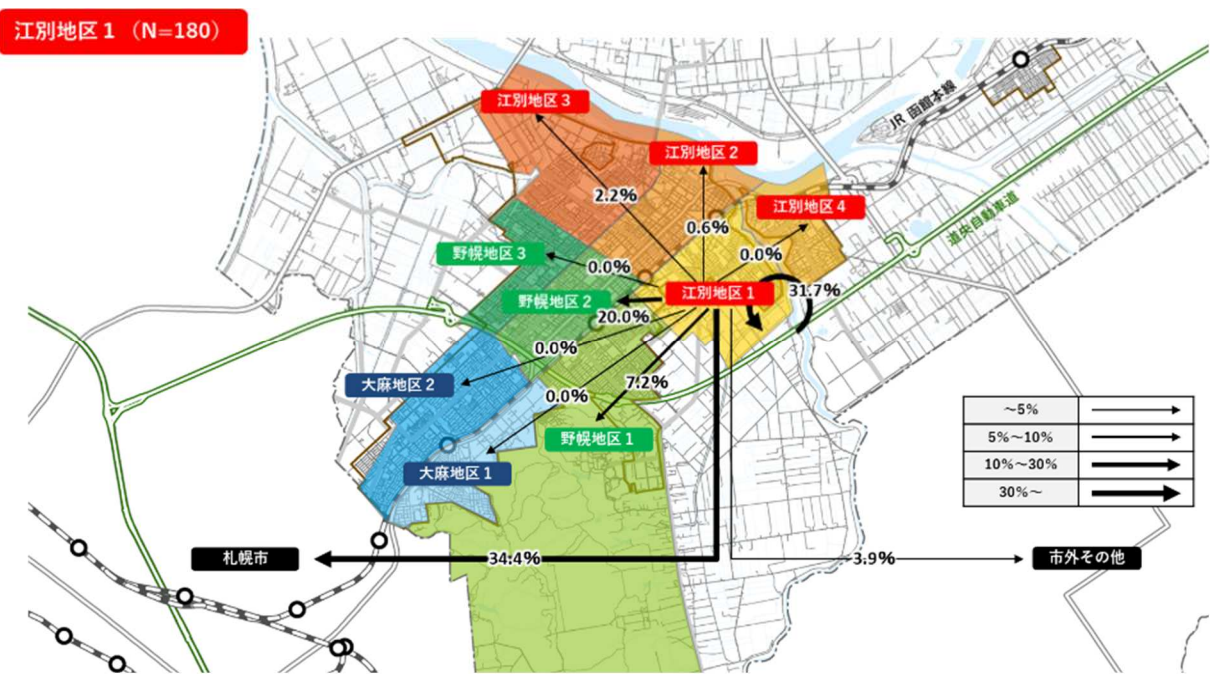 江別地区１（N=180）
JR 函館本線
江別地区３
江別地区２
江別地区４
道央自動車道
2.2%
0.6%
0.0%
野幌地区３
0.0%
江別地区１
31.7%
野幌地区２
20.0%
0.0%
大麻地区２
7.2%
0.0%
野幌地区１
大麻地区１
～5%
5%～10%
10%～30%
30%～
札幌市
34.4%
3.9%
市外その他